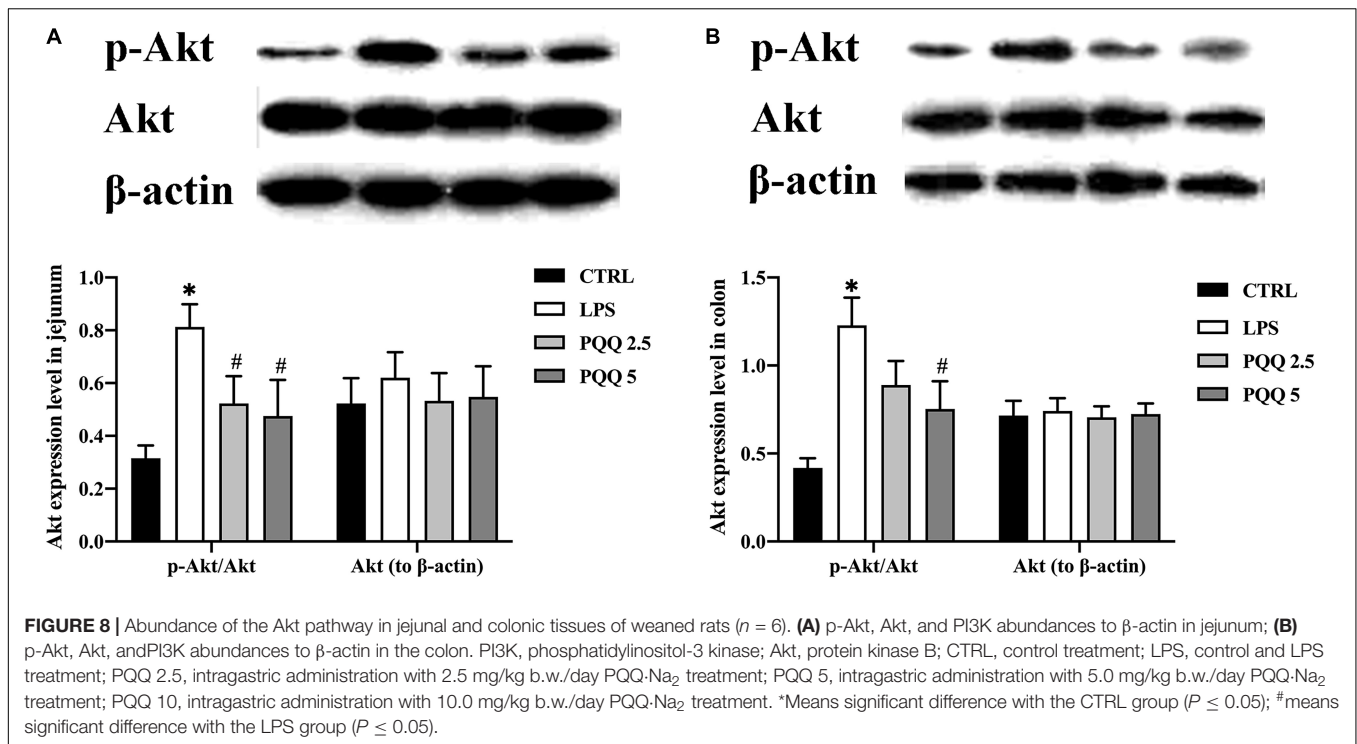 A
p-Akt
Akt
β-actin
Akt expression level in jejunum
1.0
0.8
0.6
0.4
0.2
0.0
*
#
#
p-Akt/Akt
Akt (to β-actin)
CTRL
LPS
PQQ 2.5
PQQ 5
B
p-Akt
Akt
β-actin
Akt expression level in colon
1.5
1.0
0.5
0.0
*
#
p-Akt/Akt
Akt (to β-actin)
CTRL
LPS
PQQ 2.5
PQQ 5
FIGURE 8 | Abundance of the Akt pathway in jejunal and colonic tissues of weaned rats (n = 6). (A) p-Akt, Akt, and PI3K abundances to β-actin in jejunum; (B)
p-Akt, Akt, andPI3K abundances to β-actin in the colon. PI3K, phosphatidylinositol-3 kinase; Akt, protein kinase B; CTRL, control treatment; LPS, control and LPS
treatment; PQQ 2.5, intragastric administration with 2.5 mg/kg b.w./day PQQ·Na₂ treatment; PQQ 5, intragastric administration with 5.0 mg/kg b.w./day PQQ·Na₂
treatment; PQQ 10, intragastric administration with 10.0 mg/kg b.w./day PQQ·Na₂ treatment. *Means significant difference with the CTRL group (P ≤ 0.05); #means
significant difference with the LPS group (P ≤ 0.05).